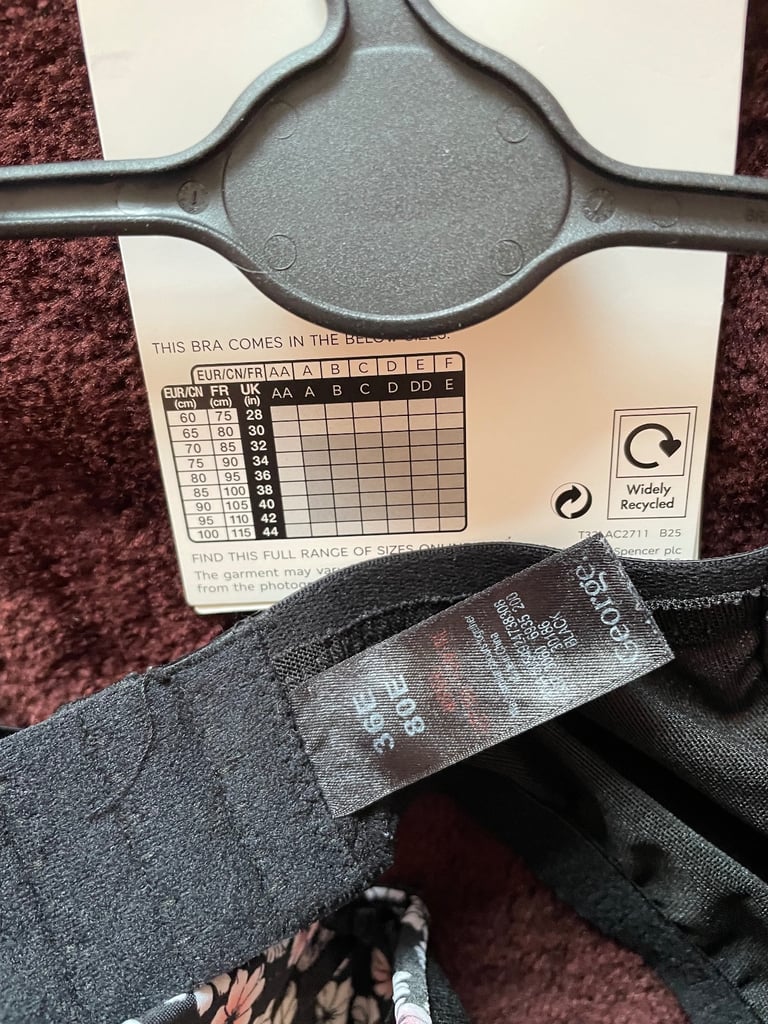 THIS BRA COMES IN THE BELOW SIZES:
EUR/CN/FR AA A B C D E F
EUR/CN (cm) FR (cm) UK (in) AA A B C D DD E
60 75 28
65 80 30
70 85 32
75 90 34
80 95 36
85 100 38
90 105 40
95 110 42
100 115 44
FIND THIS FULL RANGE OF SIZES
The garment may
from the
Widely
Recycled
B25
Spencer plc
George
BLACK
36E
80E